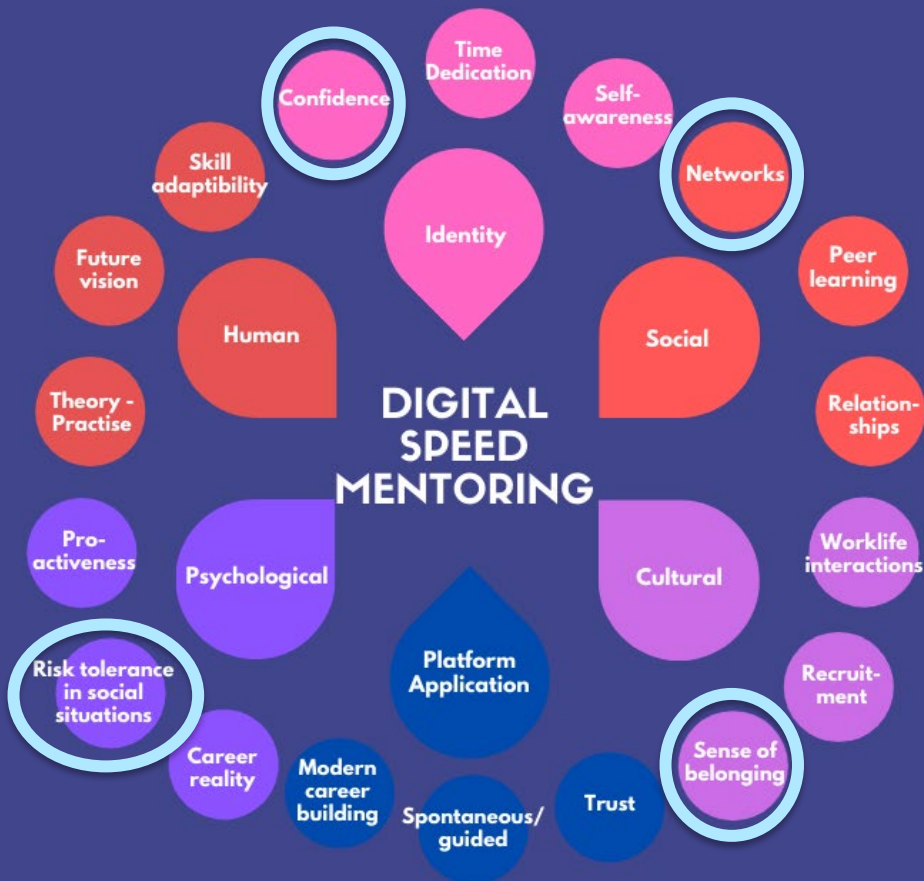 Time
Dedication
Confidence
Self-
awareness
Networks
Skill
adaptibility
Identity
Future
vision
Peer
learning
Human
Social
Theory -
Practise
Relation-
ships
DIGITAL
SPEED
MENTORING
Pro-
activeness
Psychological
Cultural
Worklife
interactions
Risk tolerance
in social
situations
Platform
Application
Recruit-
ment
Career
reality
Modern
career
building
Spontaneous/
guided
Trust
Sense of
belonging